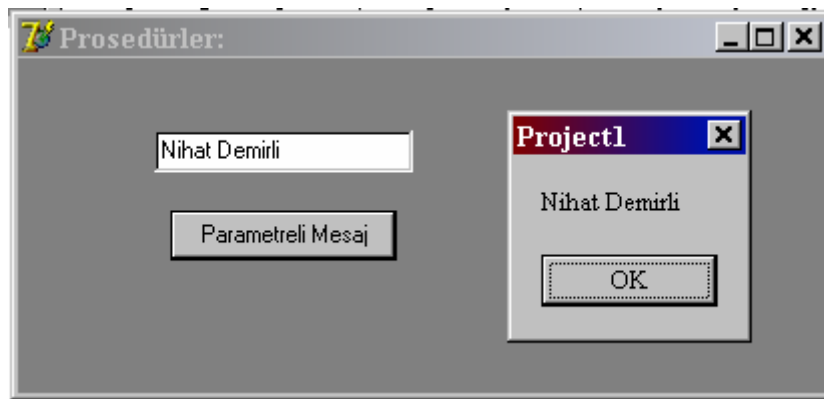 Prosedürler:
Nihat Demirli
Parametreli Mesaj
Project1
Nihat Demirli
OK